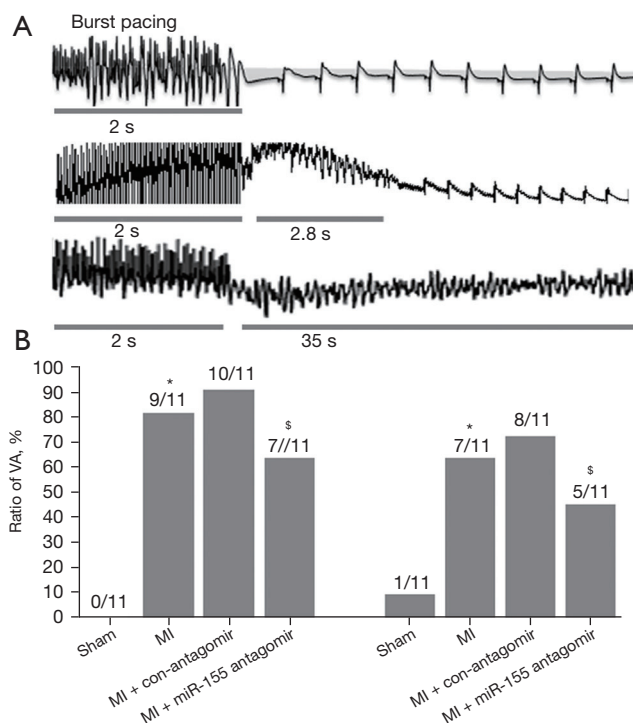 A
Burst pacing
2 s
2 s
2.8 s
2 s
35 s
B
Ratio of VA, %
100
90
80
70
60
50
40
30
20
10
0
0/11
*
9/11
10/11
$
7//11
1/11
*
7/11
8/11
$
5/11
Sham
MI
MI + con-antagomir
MI + miR-155 antagomir
Sham
MI
MI + con-antagomir
MI + miR-155 antagomir